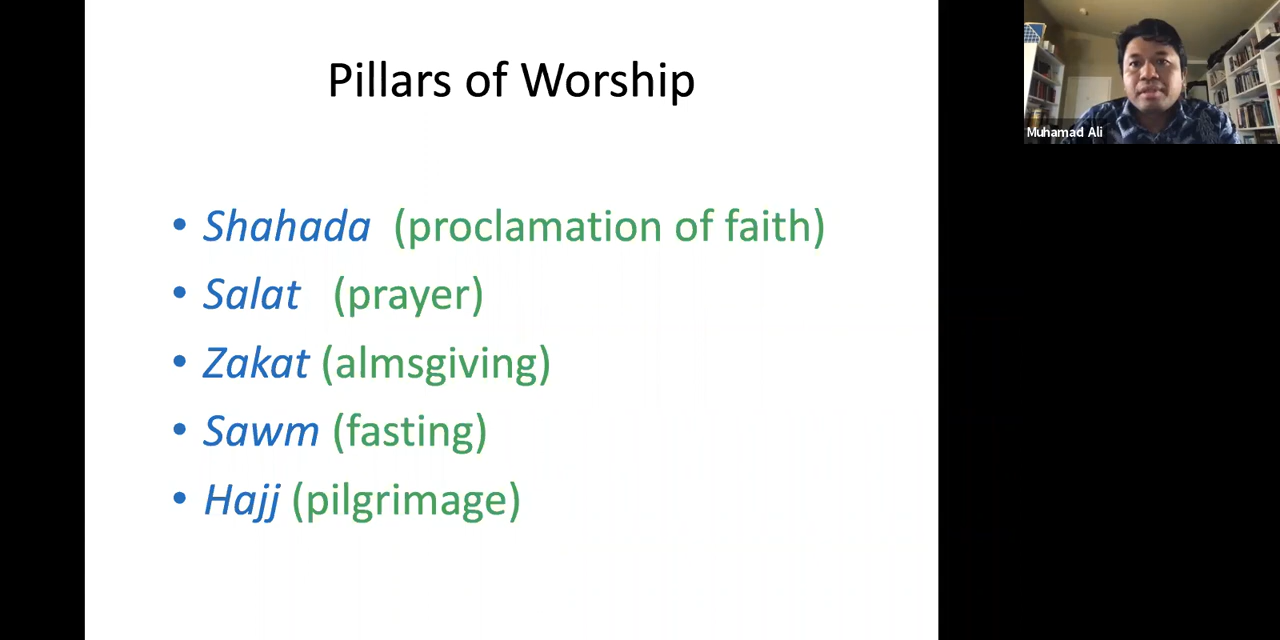 Pillars of Worship
• Shahada (proclamation of faith)
• Salat (prayer)
• Zakat (almsgiving)
• Sawm (fasting)
• Hajj (pilgrimage)
Muhamad Ali